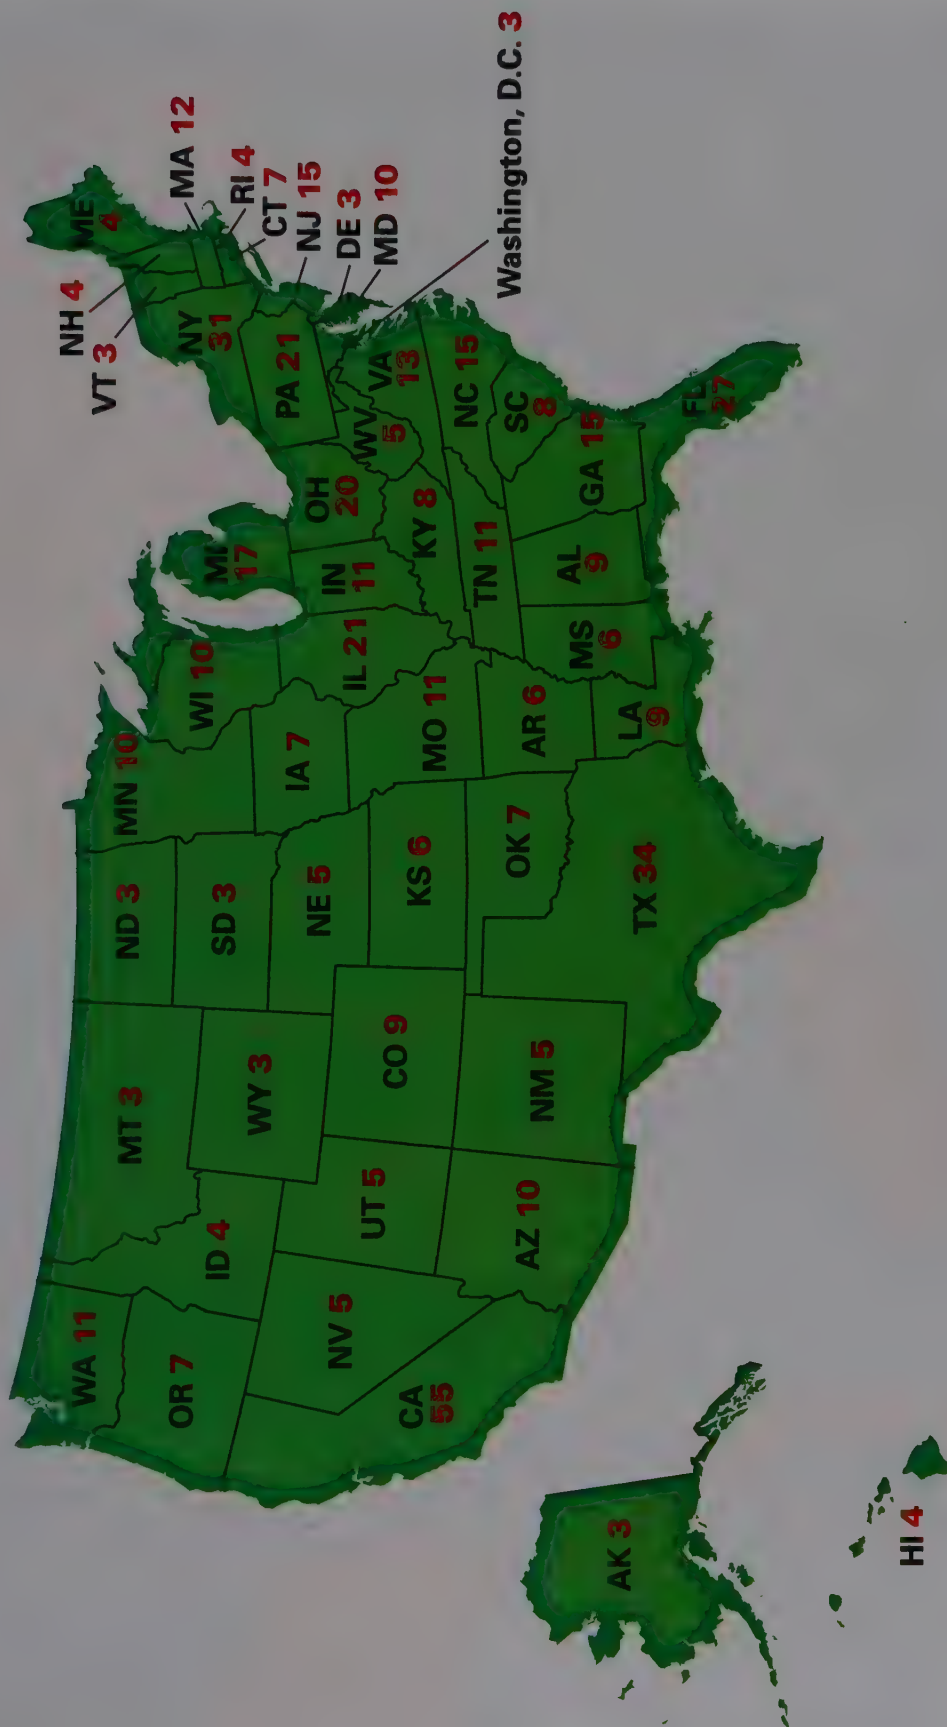 WA 11
OR 7
CA
55
NV 5
ID 4
MT 3
WY 3
UT 5
AZ 10
CO 9
NM 5
ND 3
SD 3
NE 5
KS 6
OK 7
TX 34
MN 10
IA 7
MO 11
AR 6
LA
9
WI 10
IL 21
MI
17
IN
11
OH
20
KY 8
TN 11
MS
6
AL
9
GA 15
FL
27
SC
8
NC 15
VA
13
WV
5
PA 21
NY
31
VT 3
NH 4
ME
4
MA 12
RI 4
CT 7
NJ 15
DE 3
MD 10
Washington, D.C. 3
AK 3
HI 4